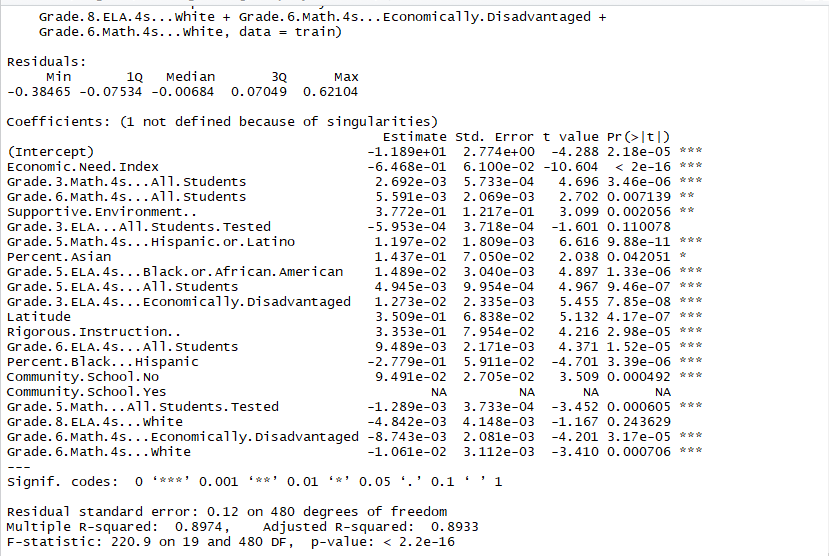 Grade.8.ELA.4s...White + Grade.6.Math.4s...Economically.Disadvantaged +
Grade.6.Math.4s...White, data = train)
Residuals:
Min 1Q Median 3Q Max
-0.38465 -0.07534 -0.00684 0.07049 0.62104
Coefficients: (1 not defined because of singularities)
Estimate Std. Error t value Pr(>|t|)
(Intercept) -1.189e+01 2.774e+00 -4.288 2.18e-05 ***
Economic.Need.Index -6.468e-01 6.100e-02 -10.604 < 2e-16 ***
Grade.3.Math.4s...All.Students 2.692e-03 5.733e-04 4.696 3.46e-06 ***
Grade.6.Math.4s...All.Students 5.591e-03 2.069e-03 2.702 0.007139 **
Supportive.Environment.. 3.772e-01 1.217e-01 3.099 0.002056 **
Grade.3.ELA...All.Students.Tested -5.953e-04 3.718e-04 -1.601 0.110078
Grade.5.Math.4s...Hispanic.or.Latino 1.197e-02 1.809e-03 6.616 9.88e-11 ***
Percent.Asian 1.437e-01 7.050e-02 2.038 0.042051 *
Grade.5.ELA.4s...Black.or.African.American 1.489e-02 3.040e-03 4.897 1.33e-06 ***
Grade.5.ELA.4s...All.Students 4.945e-03 9.954e-04 4.967 9.46e-07 ***
Grade.3.ELA.4s...Economically.Disadvantaged 1.273e-02 2.335e-03 5.455 7.85e-08 ***
Latitude 3.509e-01 6.838e-02 5.132 4.17e-07 ***
Rigorous.Instruction.. 3.353e-01 7.954e-02 4.216 2.98e-05 ***
Grade.6.ELA.4s...All.Students 9.489e-03 2.171e-03 4.371 1.52e-05 ***
Percent.Black...Hispanic -2.779e-01 5.911e-02 -4.701 3.39e-06 ***
Community.School.No 9.491e-02 2.705e-02 3.509 0.000492 ***
Community.School.Yes NA NA NA NA
Grade.5.Math...All.Students.Tested -1.289e-03 3.733e-04 -3.452 0.000605 ***
Grade.8.ELA.4s...White -4.842e-03 4.148e-03 -1.167 0.243629
Grade.6.Math.4s...Economically.Disadvantaged -8.743e-03 2.081e-03 -4.201 3.17e-05 ***
Grade.6.Math.4s...White -1.061e-02 3.112e-03 -3.410 0.000706 ***
---
Signif. codes: 0 ‘***’ 0.001 ‘**’ 0.01 ‘*’ 0.05 ‘.’ 0.1 ‘ ’ 1
Residual standard error: 0.12 on 480 degrees of freedom
Multiple R-squared: 0.8974, Adjusted R-squared: 0.8933
F-statistic: 220.9 on 19 and 480 DF, p-value: < 2.2e-16